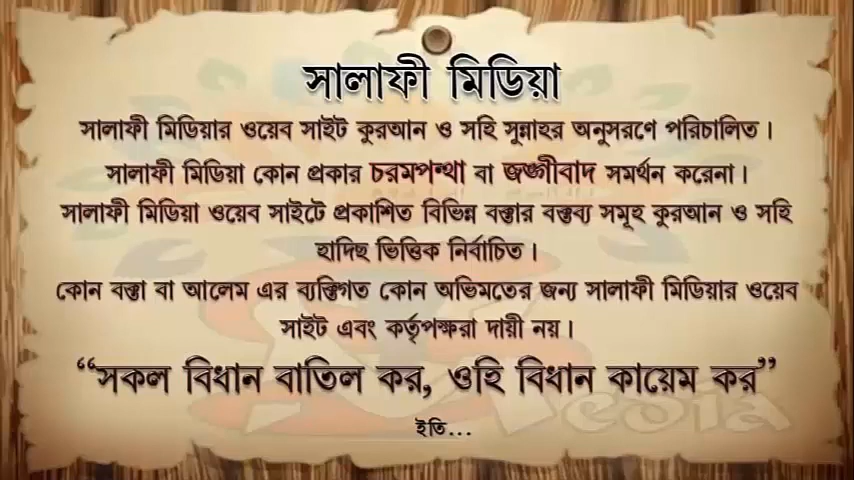 সালাফী মিডিয়া
সালাফী মিডিয়ার ওয়েব সাইট কুরআন ও সহি সুন্নাহর অনুসরণে পরিচালিত।
সালাফী মিডিয়া কোন প্রকার চরমপন্থা বা জঙ্গীবাদ সমর্থন করেনা।
সালাফী মিডিয়া ওয়েব সাইটে প্রকাশিত বিভিন্ন বক্তার বক্তব্য সমূহ কুরআন ও সহি
হাদিছ ভিত্তিক নির্বাচিত।
কোন বক্তা বা আলেম এর ব্যক্তিগত কোন অভিমতের জন্য সালাফী মিডিয়ার ওয়েব
সাইট এবং কর্তৃপক্ষরা দায়ী নয়।
“সকল বিধান বাতিল কর, ওহি বিধান কায়েম কর”
edia
ইতি...